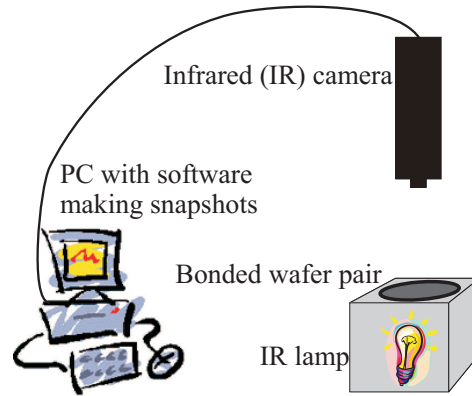 Infrared (IR) camera
PC with software
making snapshots
Bonded wafer pair
IR lamp